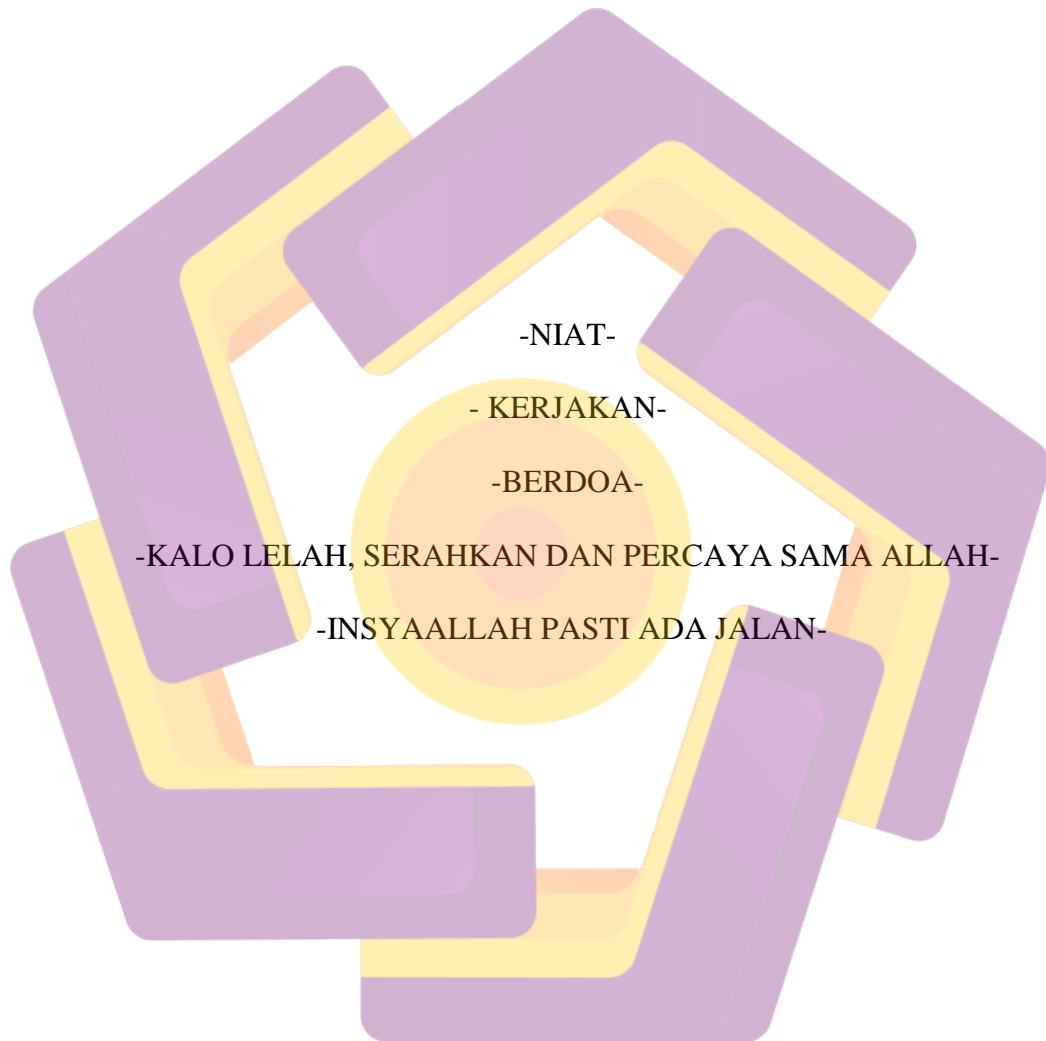 -NIAT-
- KERJAKAN-
-BERDOA-
-KALO LELAH, SERAHKAN DAN PERCAYA SAMA ALLAH-
-INSYAALLAH PASTI ADA JALAN-